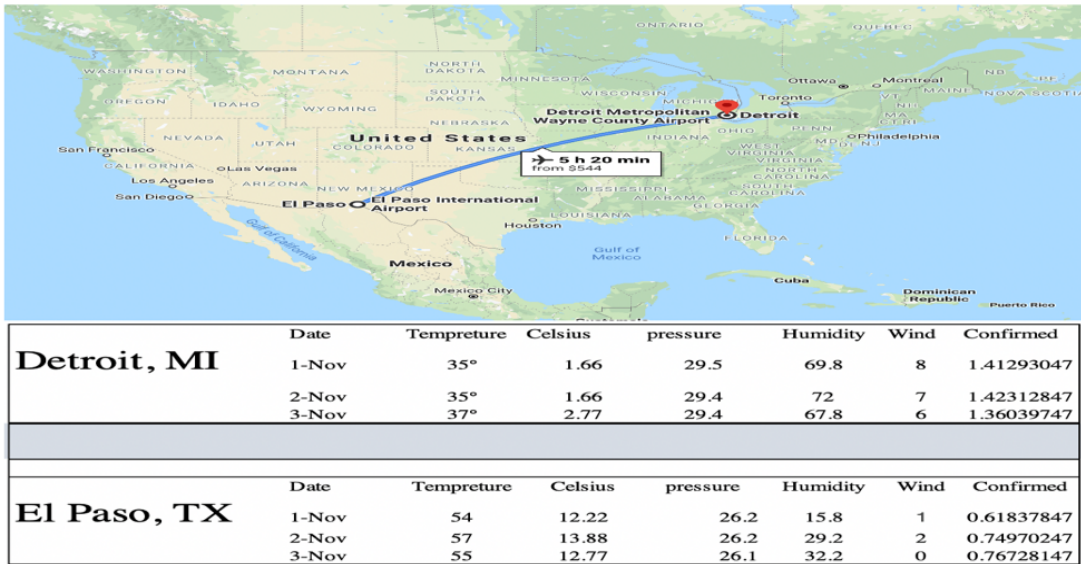 ONTARIO
QUEBEC
WASHINGTON
MONTANA
NORTH
DAKOTA
MINNESOTA
Ottawa
Montreal
NB
PE
NOVA SCOTIA
MAINE
VT
NH
OREGON
IDAHO
WYOMING
SOUTH
DAKOTA
WISCONSIN
MICHIG
Toronto
Detroit Metropolitan
Wayne County Airport
Detroit
MA
NEBRASKA
OHIO
PENN
Philadelphia
NEVADA
UTAH
United States
COLORADO
KANSAS
INDIANA
WEST
VIRGINIA
MD
NJ
VIRGINIA
San Francisco
CALIFORNIA
Las Vegas
5 h 20 min
from $544
NORTH
CAROLINA
Los Angeles
ARIZONA
NEW MEXICO
MISSISSIPPI
SOUTH
CAROLINA
San Diego
El Paso
El Paso International
Airport
ALABAMA
GEORGIA
LOUISIANA
Houston
FLORIDA
Gulf of California
Gulf of
Mexico
Mexico
Cuba
Mexico City
Dominican
Republic
Puerto Rico
Detroit, MI
Date Tempreture Celsius pressure Humidity Wind Confirmed
1-Nov 35° 1.66 29.5 69.8 8 1.41293047
2-Nov 35° 1.66 29.4 72 7 1.42312847
3-Nov 37° 2.77 29.4 67.8 6 1.36039747
El Paso, TX
Date Tempreture Celsius pressure Humidity Wind Confirmed
1-Nov 54 12.22 26.2 15.8 1 0.61837847
2-Nov 57 13.88 26.2 29.2 2 0.74970247
3-Nov 55 12.77 26.1 32.2 0 0.76728147